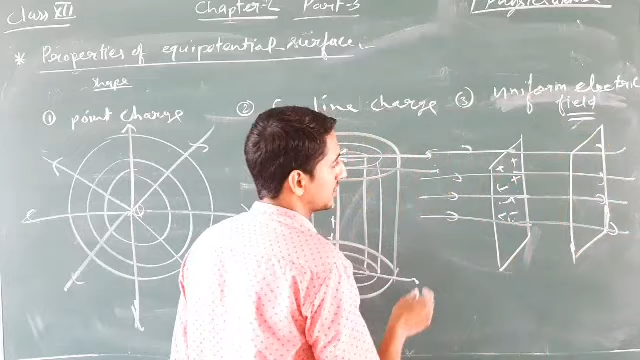 Class XII
Chapter-2 Part-3
* Properties of equipotential surface:-
shape
① point charge
② line charge
③ Uniform electric
field